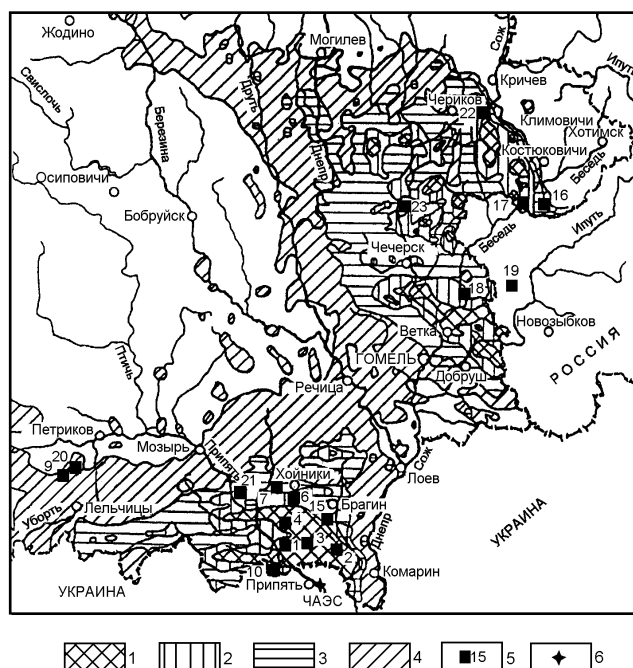 Жодино
Могилев
Сож
Ипуть
Кричев
Свислочь
Друть
Чериков
22
Березина
Климовичи
Хотимск
Костюковичи
Днепр
Беседь
Осиповичи
17
16
Бобруйск
23
Беседь
Ипуть
Чечерск
19
18
Новозыбков
Ветка
РОССИЯ
Птичь
ГОМЕЛЬ
Добруш
Речица
Петриков
Мозырь
Припять
Сож
20
9
Лоев
21
Хойники
7
6
15
Брагин
Уборть
Лельчицы
4
УКРАИНА
1
3
2
Днепр
10
Комарин
УКРАИНА
Припять
ЧАЭС
1 2 3 4 15 5 6